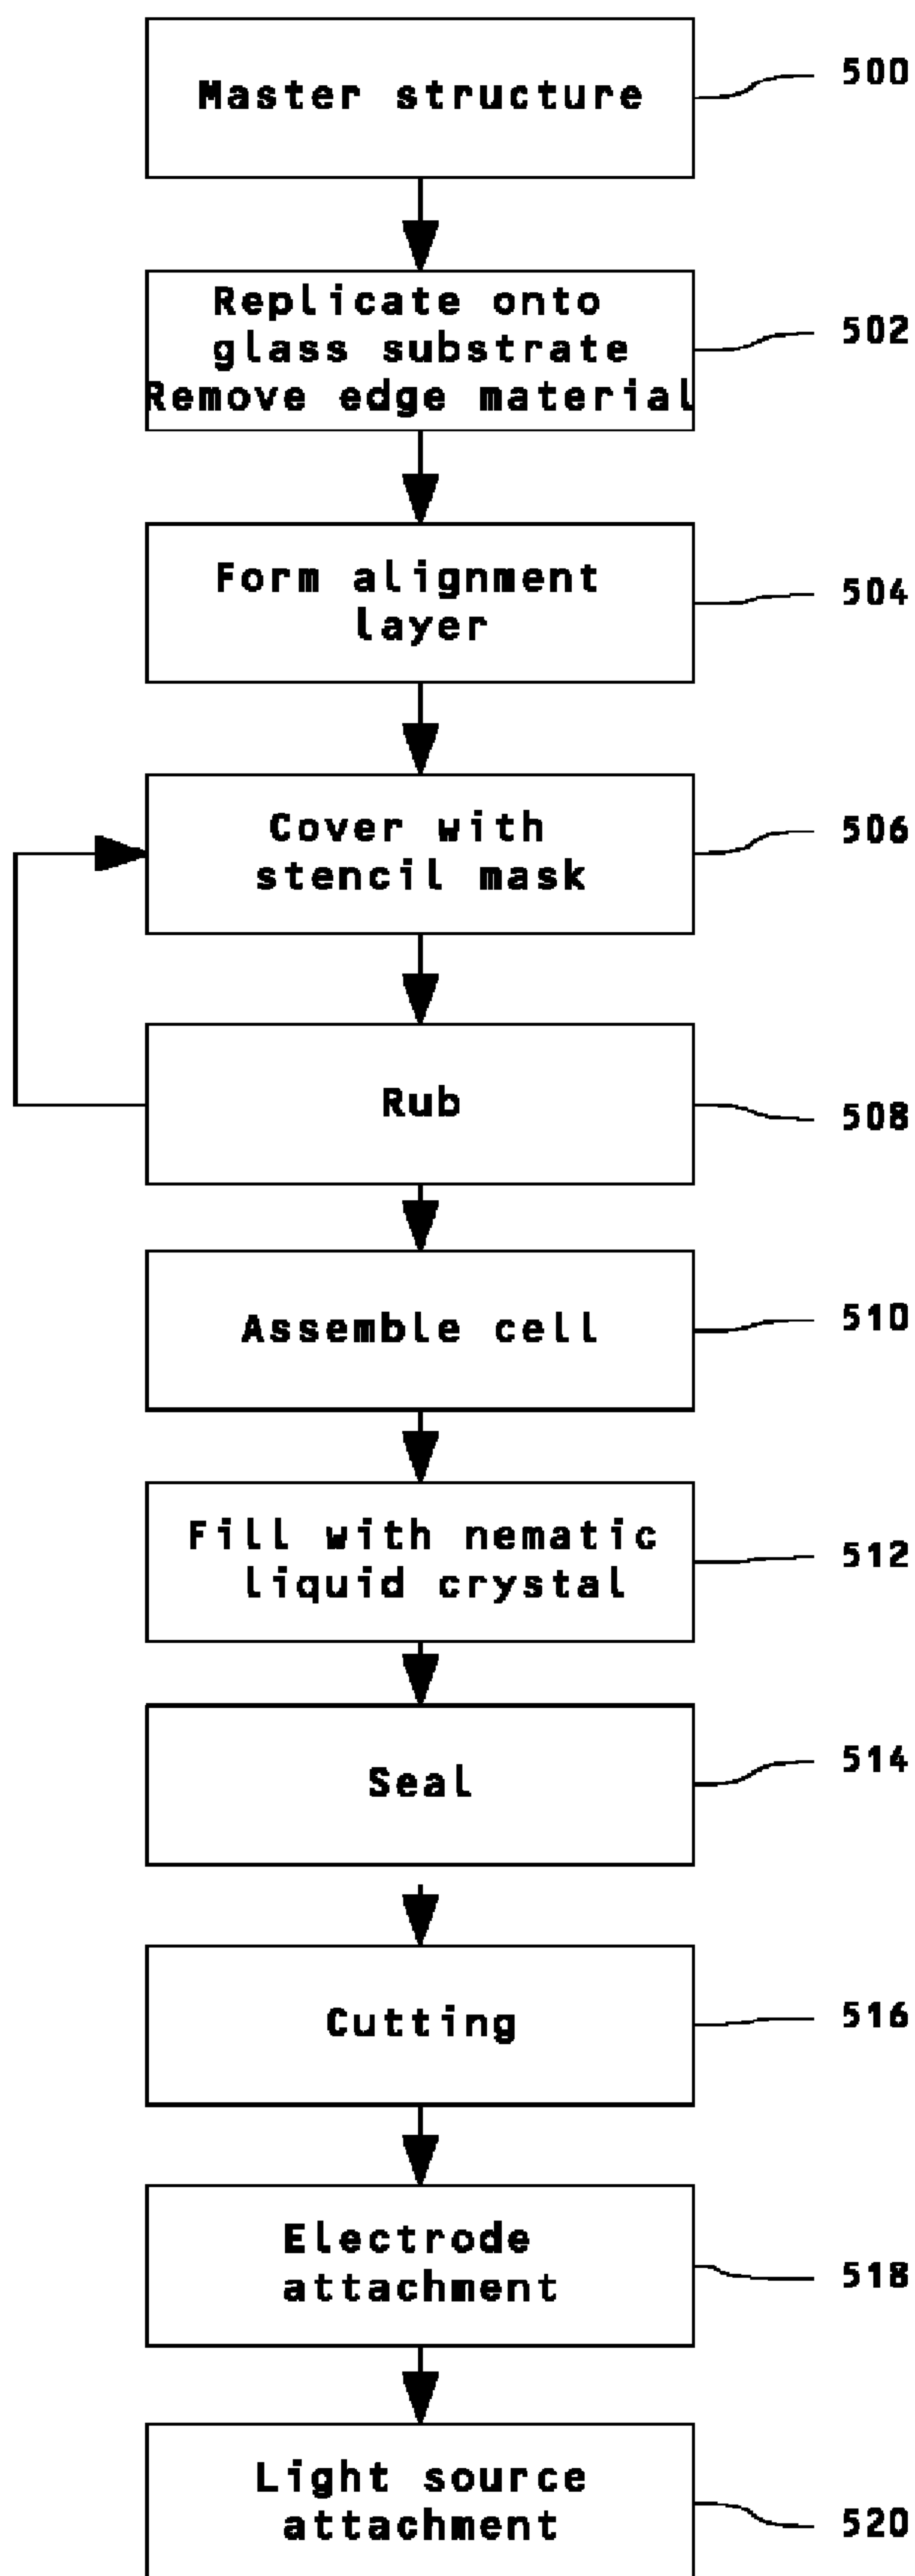 Master structure
500
Replicate onto
glass substrate
Remove edge material
502
Form alignment
layer
504
Cover with
stencil mask
506
Rub
508
Assemble cell
510
Fill with nematic
liquid crystal
512
Seal
514
Cutting
516
Electrode
attachment
518
Light source
attachment
520